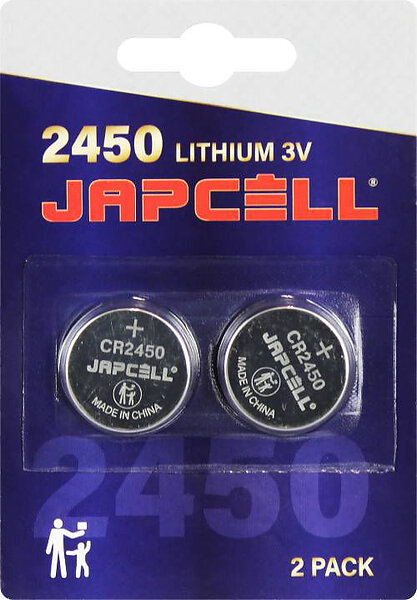 2450 LITHIUM 3V
JAPCELL®
+
CR2450
JAPCELL
MADE IN CHINA
+
CR2450
JAPCELL
MADE IN CHINA
2450
2 PACK